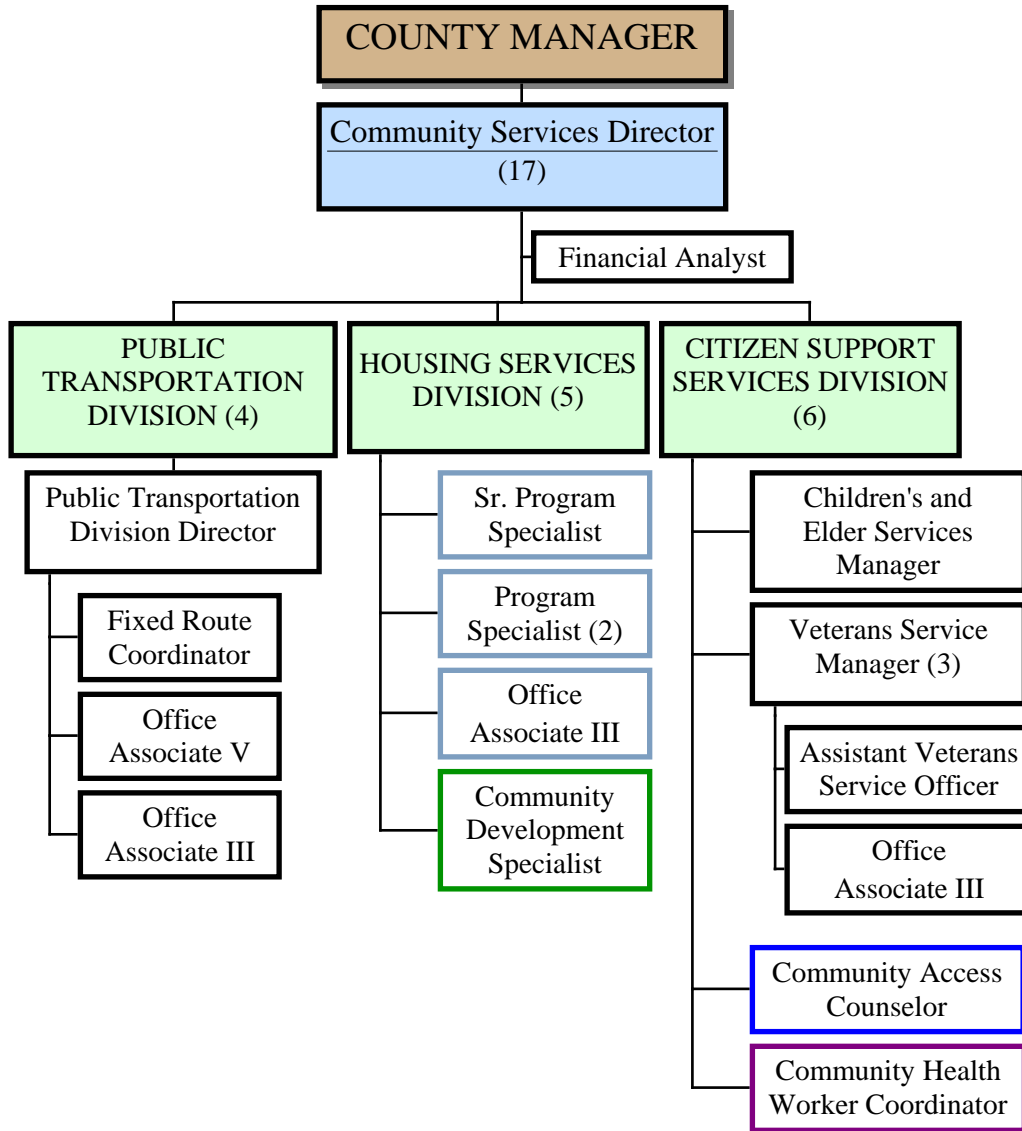 COUNTY MANAGER
Community Services Director
(17)
Financial Analyst
PUBLIC
TRANSPORTATION
DIVISION (4)
Public Transportation
Division Director
Fixed Route
Coordinator
Office
Associate V
Office
Associate III
HOUSING SERVICES
DIVISION (5)
Sr. Program
Specialist
Program
Specialist (2)
Office
Associate III
Community
Development
Specialist
CITIZEN SUPPORT
SERVICES DIVISION
(6)
Children's and
Elder Services
Manager
Veterans Service
Manager (3)
Assistant Veterans
Service Officer
Office
Associate III
Community Access
Counselor
Community Health
Worker Coordinator